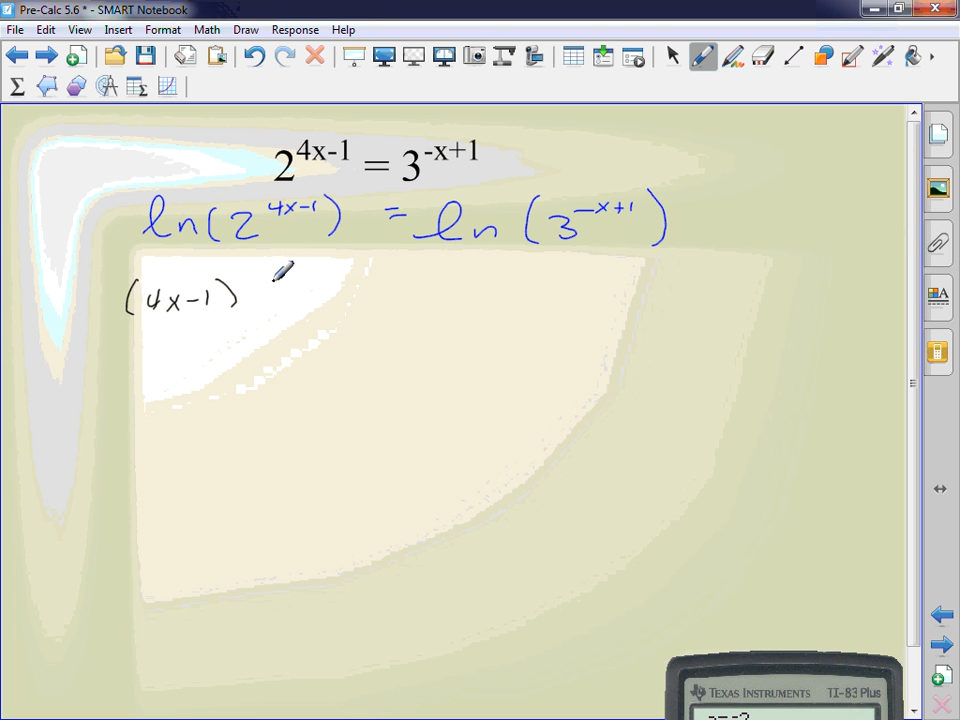 Pre-Calc 5.6 * - SMART Notebook
File Edit View Insert Format Math Draw Response Help
2^{4x-1} = 3^{-x+1}
ln(2^{4x-1}) = ln(3^{-x+1})
(4x-1)
TEXAS INSTRUMENTS TI-83 Plus